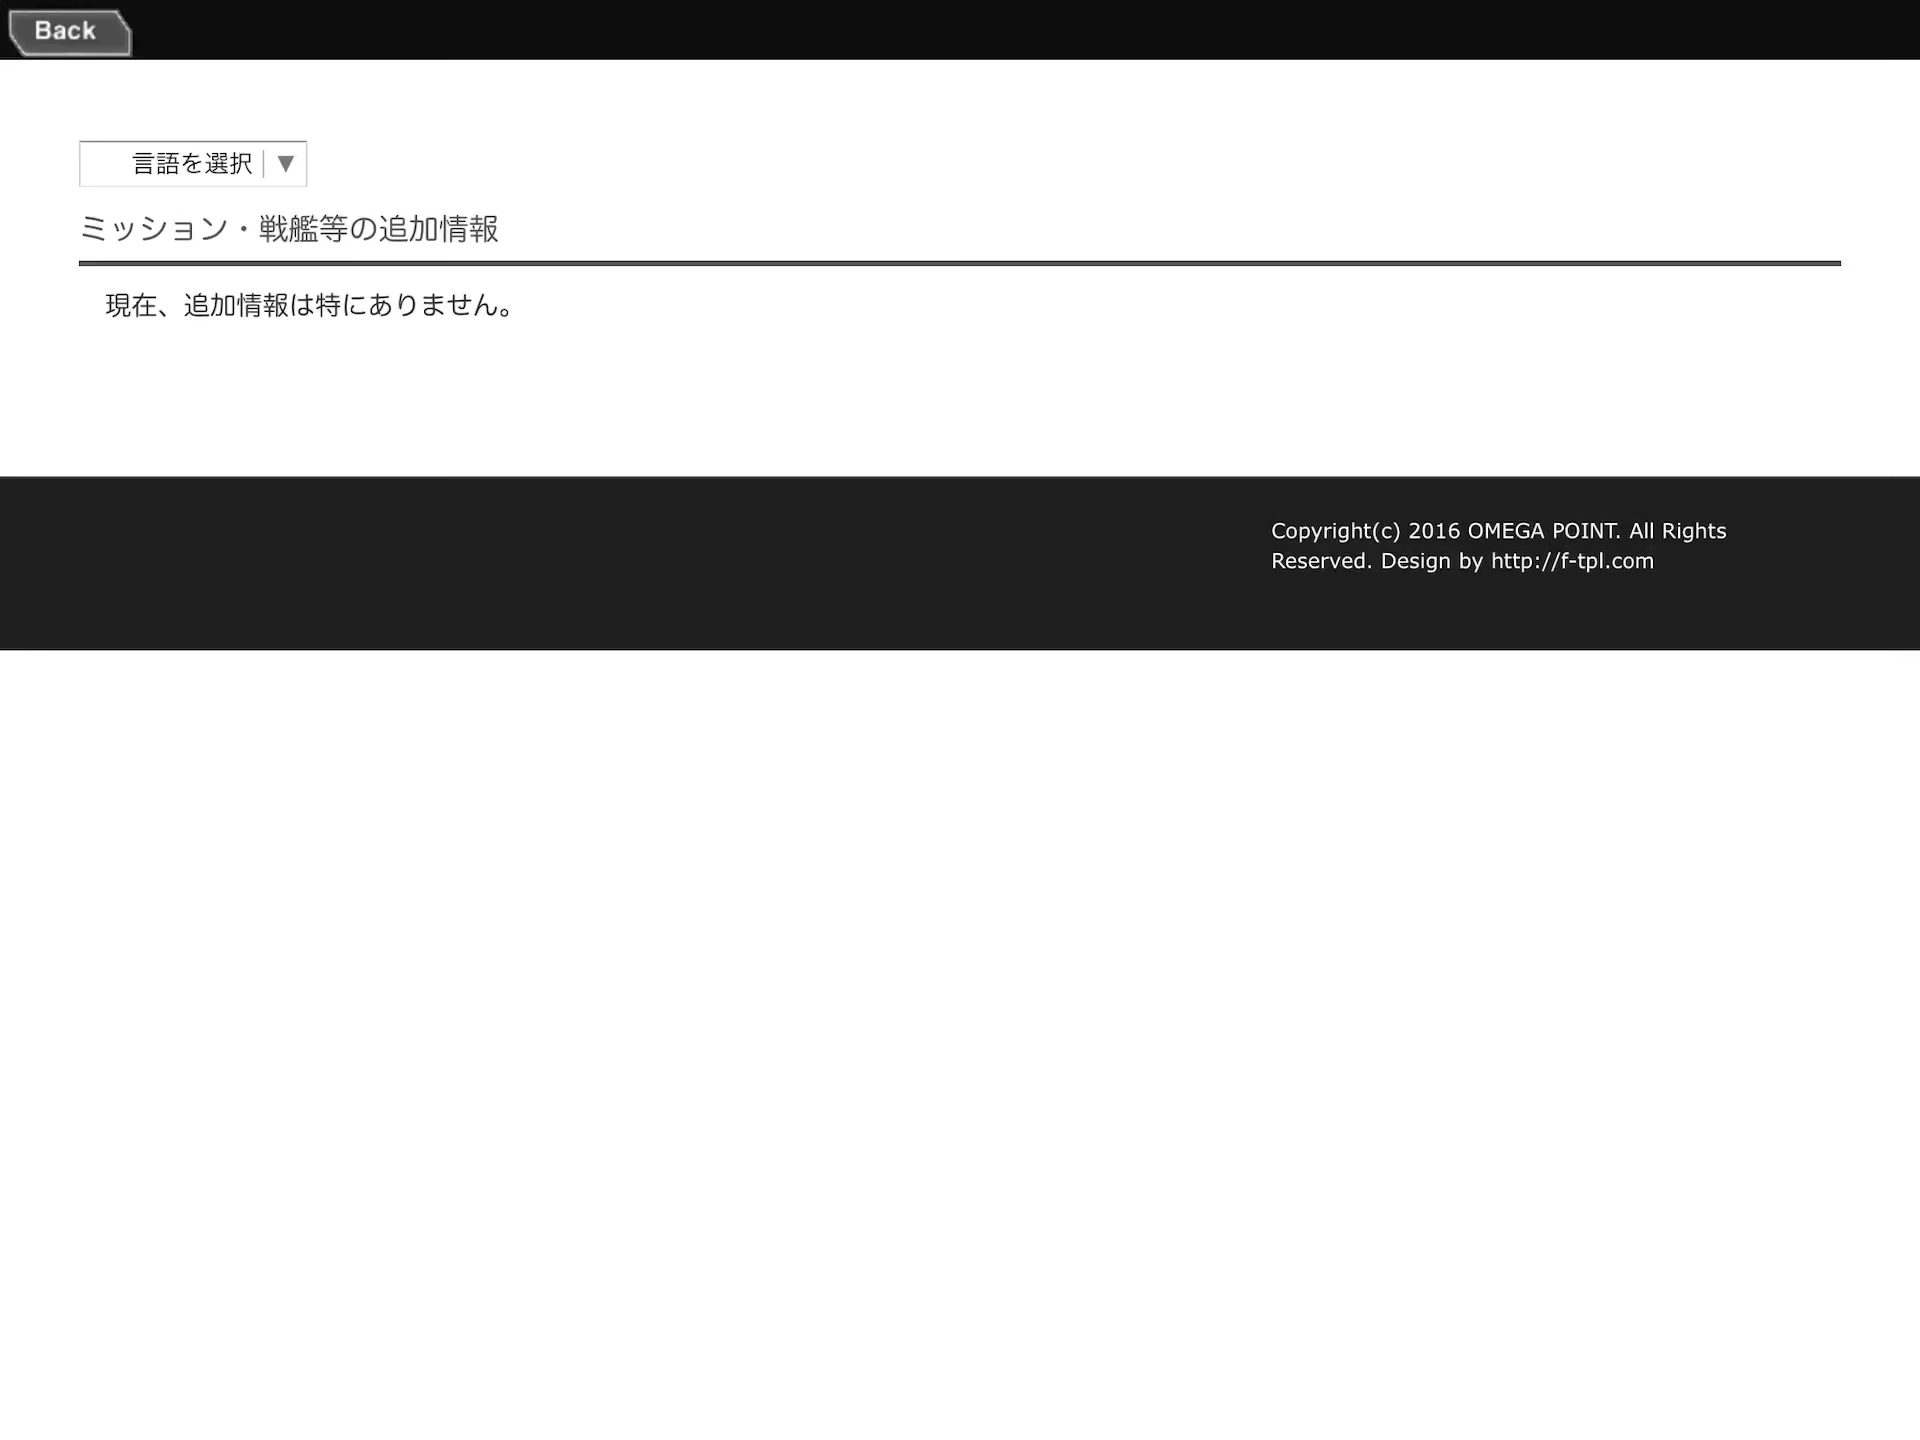 Back
言語を選択 ▼
ミッション・戦艦等の追加情報
現在、追加情報は特にありません。
Copyright(c) 2016 OMEGA POINT. All Rights
Reserved. Design by http://f-tpl.com